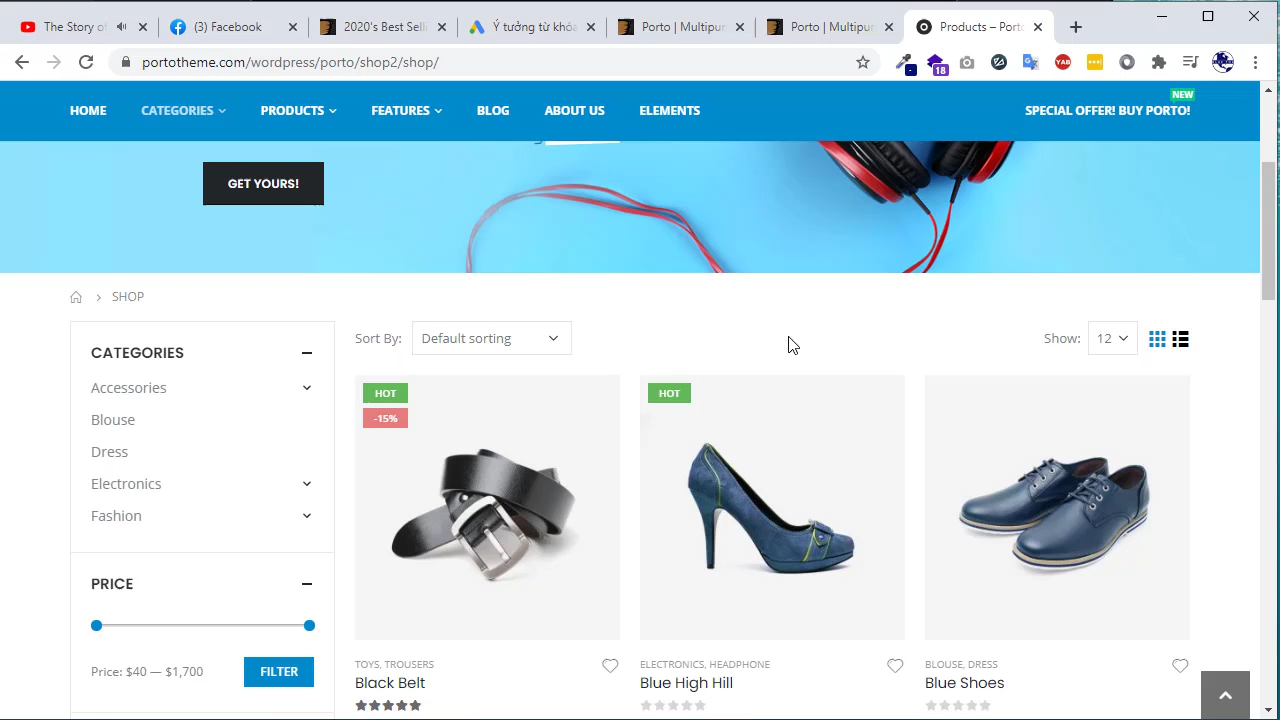 The Story of
(3) Facebook
2020's Best Selli
Ý tưởng từ khóa
Porto | Multipur
Porto | Multipur
Products – Porto
portotheme.com/wordpress/porto/shop2/shop/
18
YAB
HOME
CATEGORIES
PRODUCTS
FEATURES
BLOG
ABOUT US
ELEMENTS
NEW
SPECIAL OFFER! BUY PORTO!
GET YOURS!
SHOP
CATEGORIES
Accessories
Blouse
Dress
Electronics
Fashion
PRICE
Price: $40 — $1,700
FILTER
Sort By:
Default sorting
Show:
12
HOT
-15%
HOT
TOYS, TROUSERS
Black Belt
ELECTRONICS, HEADPHONE
Blue High Hill
BLOUSE, DRESS
Blue Shoes